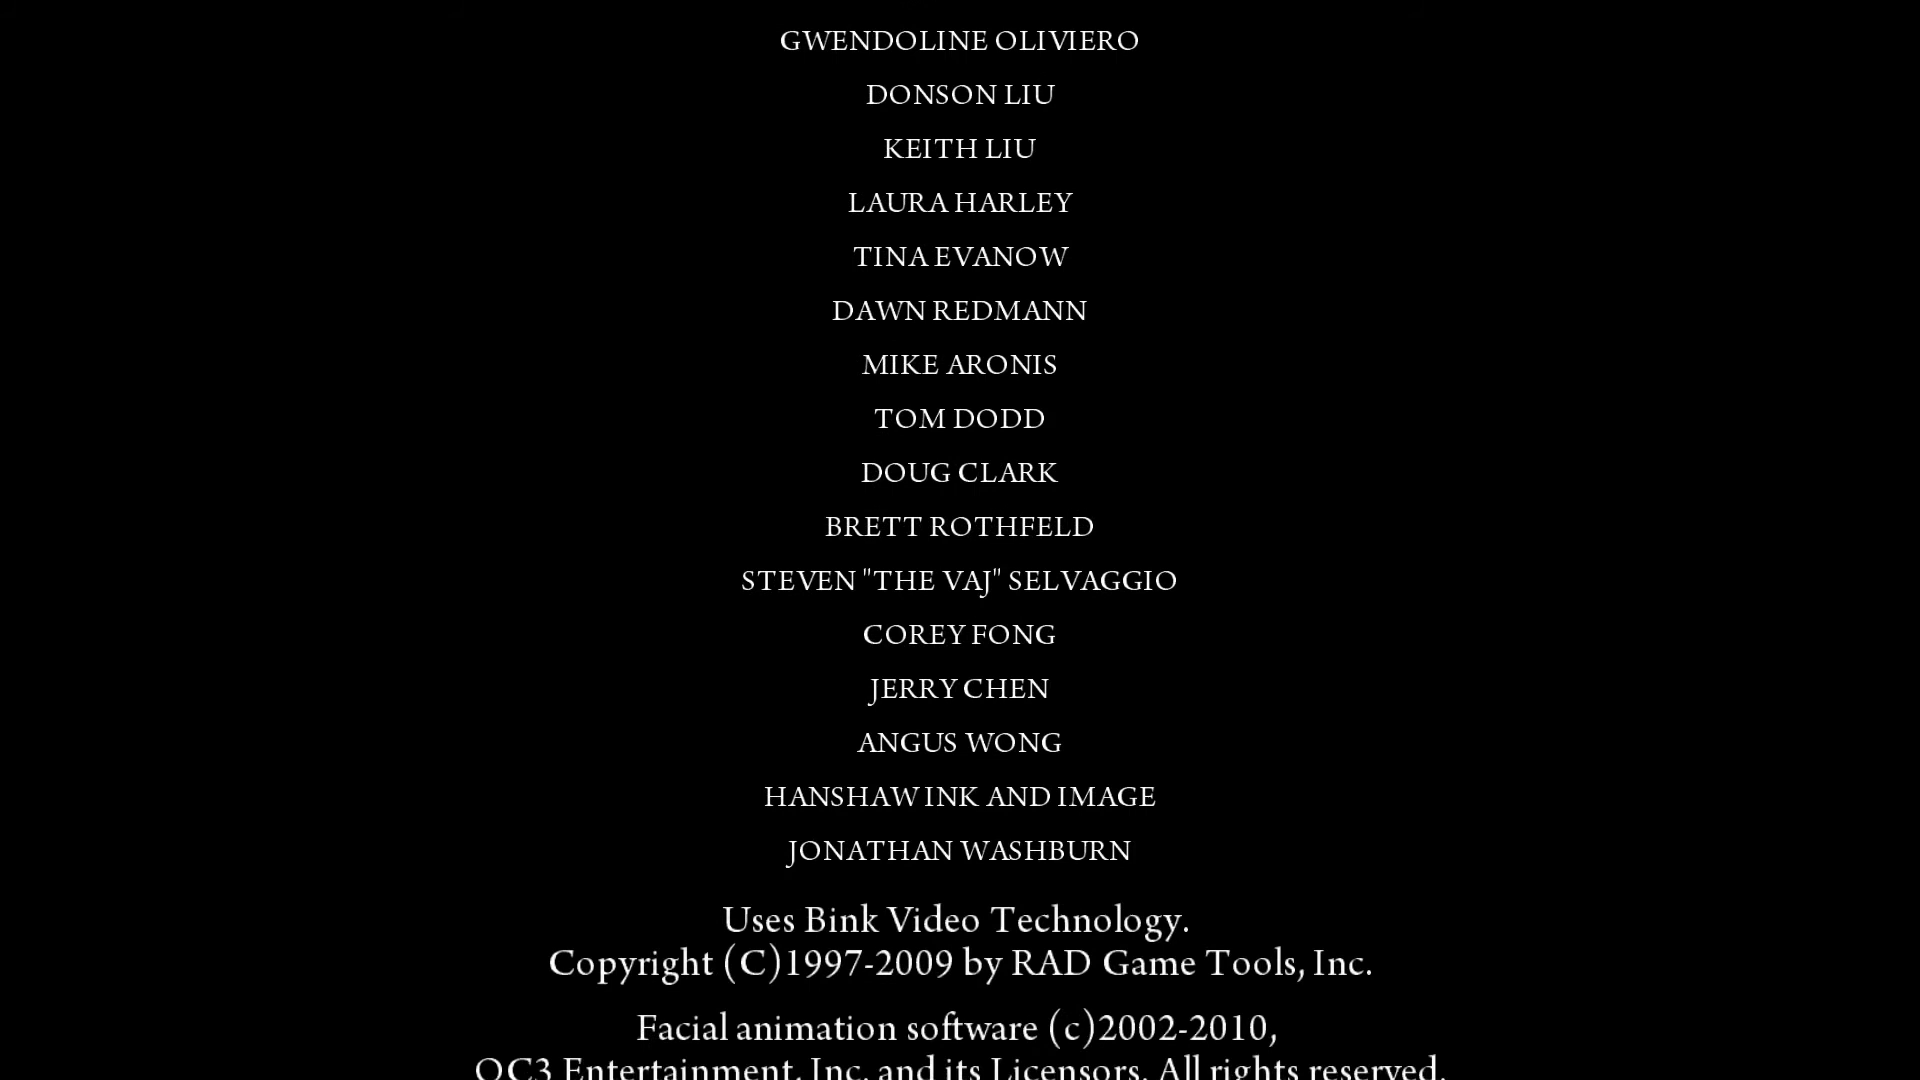 GWENDOLINE OLIVIERO
DONSON LIU
KEITH LIU
LAURA HARLEY
TINA EVANOW
DAWN REDMANN
MIKE ARONIS
TOM DODD
DOUG CLARK
BRETT ROTHFELD
STEVEN "THE VAJ" SELVAGGIO
COREY FONG
JERRY CHEN
ANGUS WONG
HANSHAW INK AND IMAGE
JONATHAN WASHBURN
Uses Bink Video Technology.
Copyright (C)1997-2009 by RAD Game Tools, Inc.
Facial animation software (c)2002-2010,
OC3 Entertainment, Inc. and its Licensors. All rights reserved.